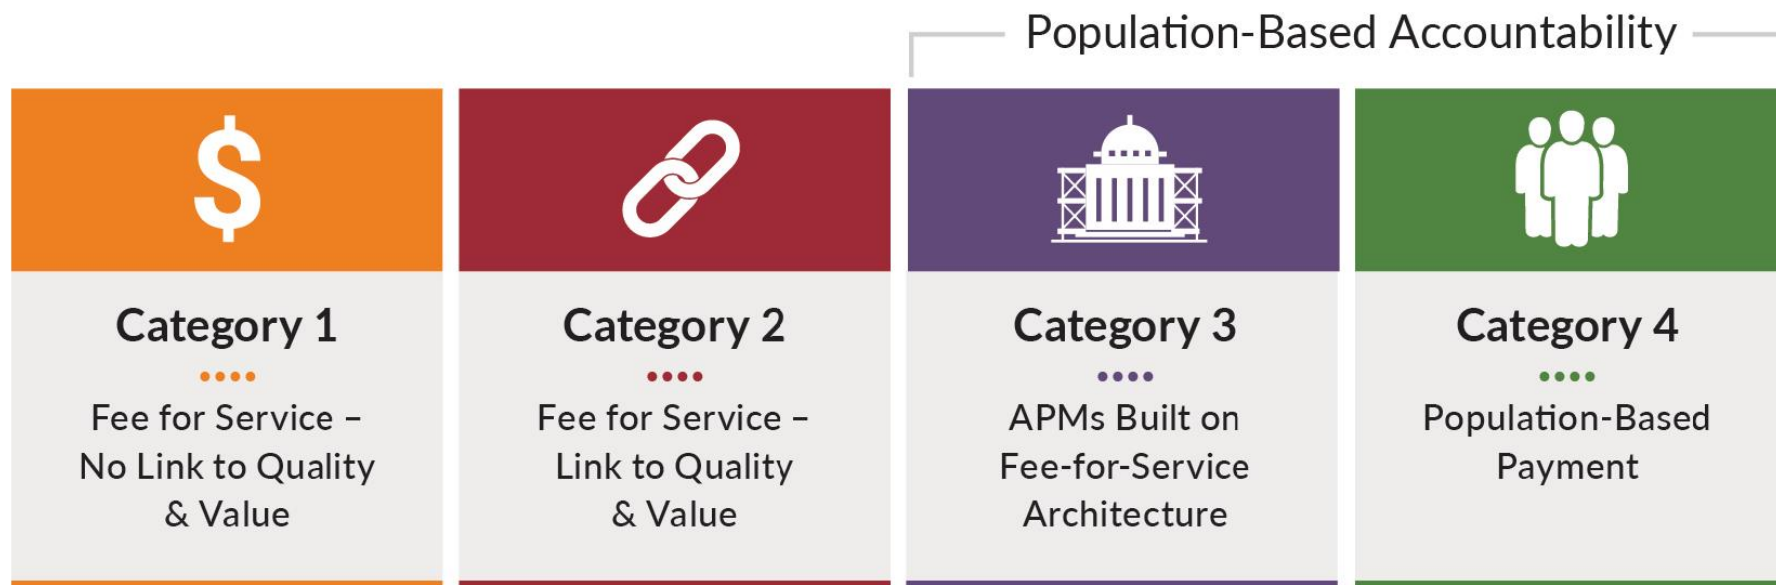 Population-Based Accountability
$
Category 1
Fee for Service –
No Link to Quality
& Value
Category 2
Fee for Service –
Link to Quality
& Value
Category 3
APMs Built on
Fee-for-Service
Architecture
Category 4
Population-Based
Payment